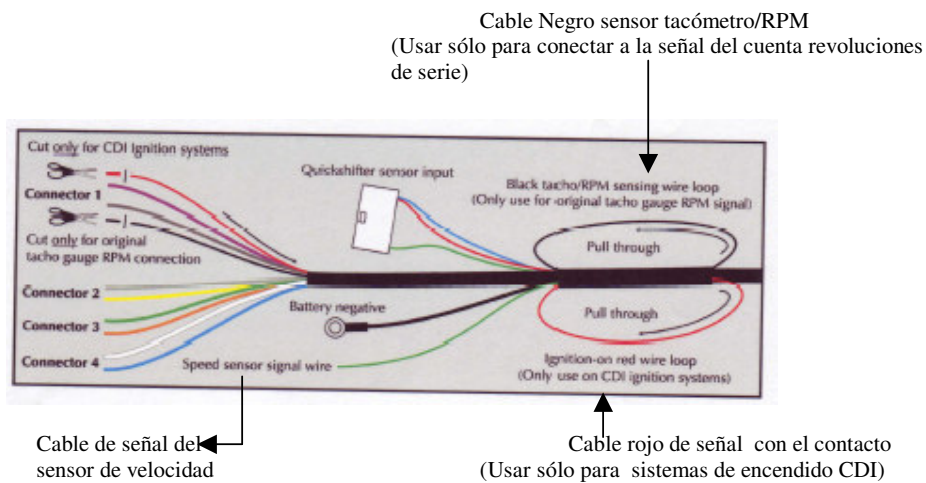 Cable Negro sensor tacómetro/RPM
(Usar sólo para conectar a la señal del cuenta revoluciones
de serie)
Cut only for CDI Ignition systems
Connector 1
Cut only for original
tacho gauge RPM connection
Connector 2
Connector 3
Connector 4
Quickshifter sensor input
Battery negative
Speed sensor signal wire
Black tacho/RPM sensing wire loop
(Only use for original tacho gauge RPM signal)
Pull through
Pull through
Ignition-on red wire loop
(Only use on CDI ignition systems)
Cable de señal del
sensor de velocidad
Cable rojo de señal con el contacto
(Usar sólo para sistemas de encendido CDI)